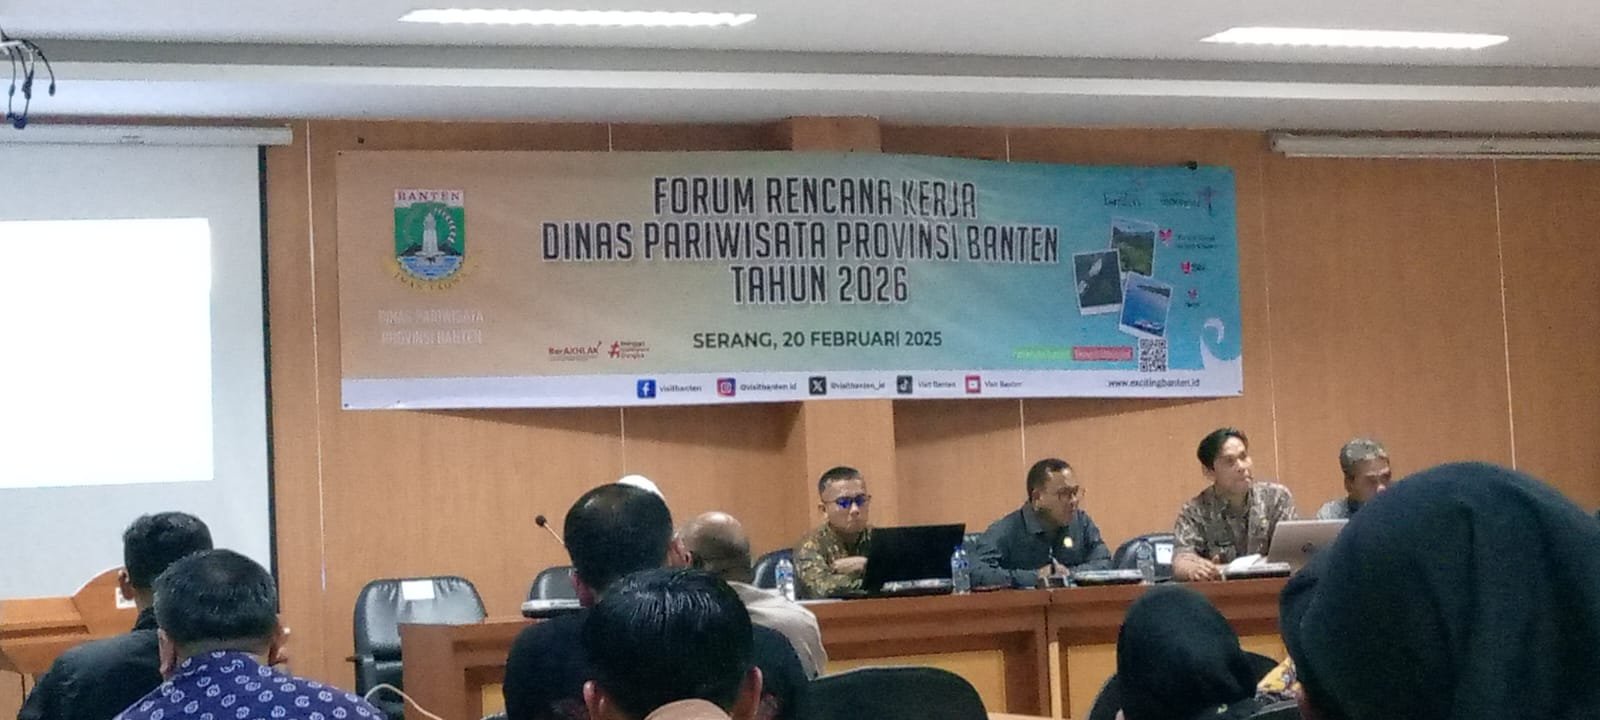 BANTEN
DINAS PARIWISATA
PROVINSI BANTEN
FORUM RENCANA KERJA
DINAS PARIWISATA PROVINSI BANTEN
TAHUN 2026
BerAKHLAK
SERANG, 20 FEBRUARI 2025
visitbanten
@visitbanten.id
@visitbanten_id
Visit Banten
Visit Banten
www.excitingbanten.id